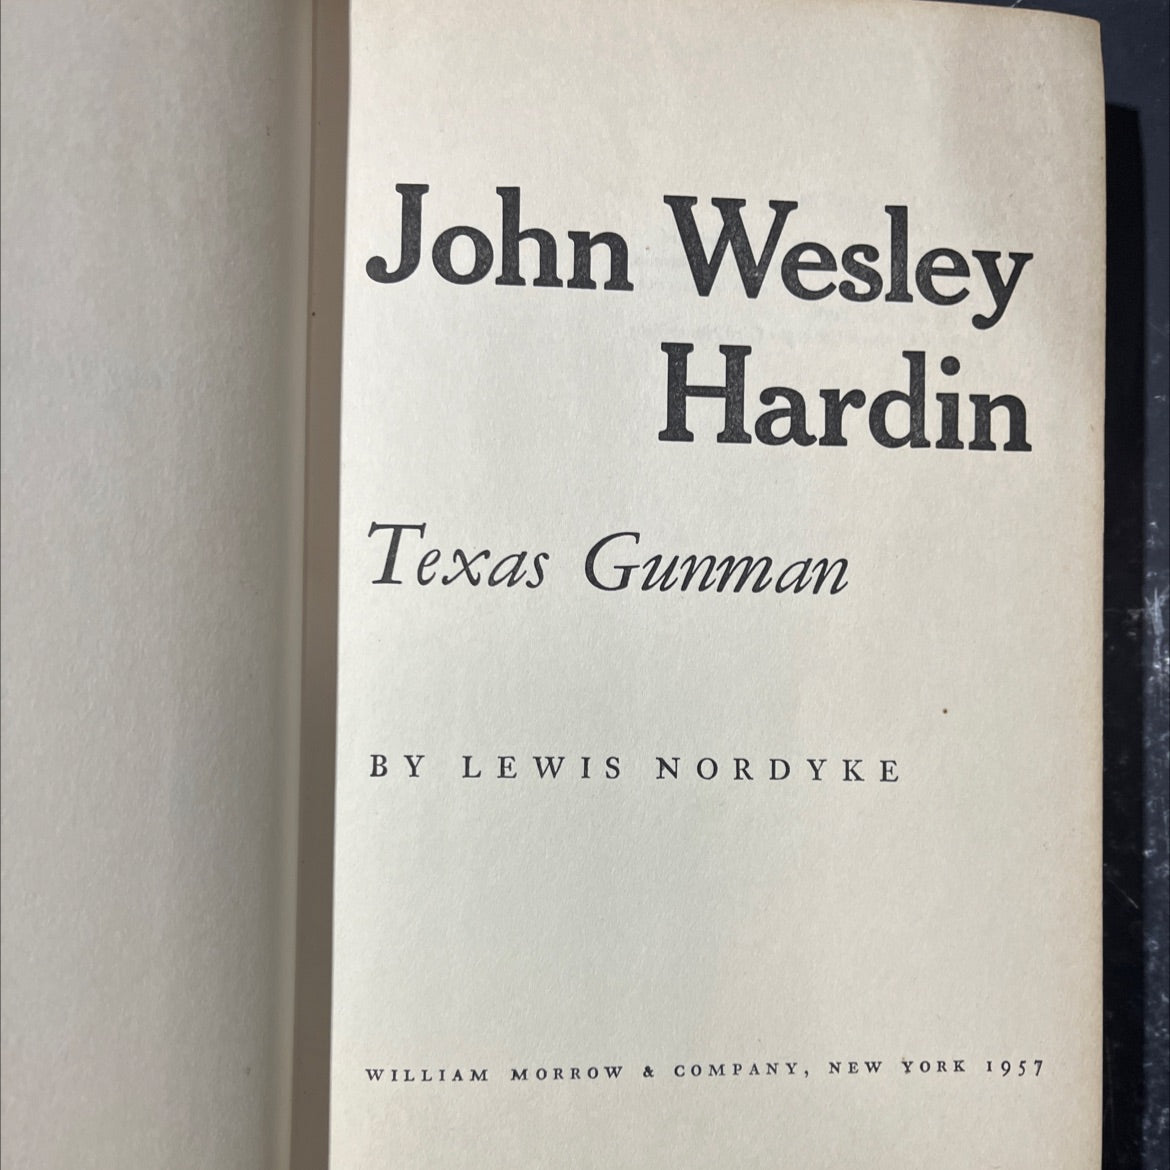 John Wesley
Hardin
Texas Gunman
BY LEWIS NORDYKE
WILLIAM MORROW & COMPANY, NEW YORK 1957